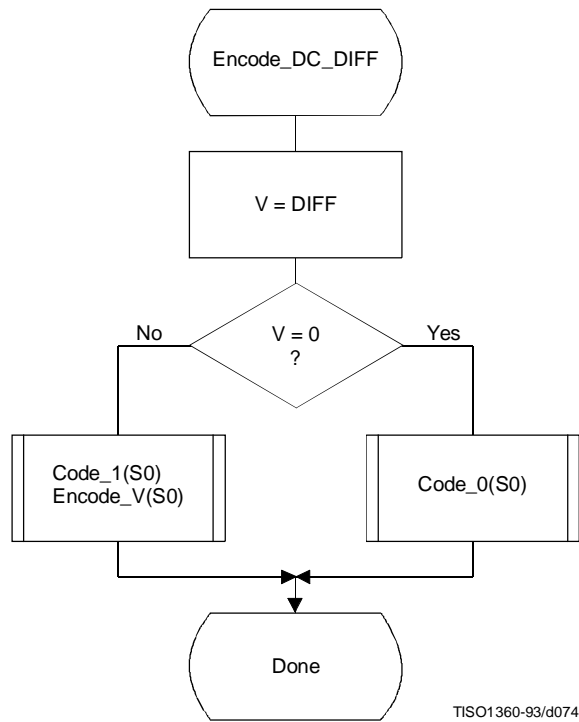 Encode_DC_DIFF
V = DIFF
No
V = 0
?
Yes
Code_1(S0)
Encode_V(S0)
Code_0(S0)
Done
TISO1360-93/d074